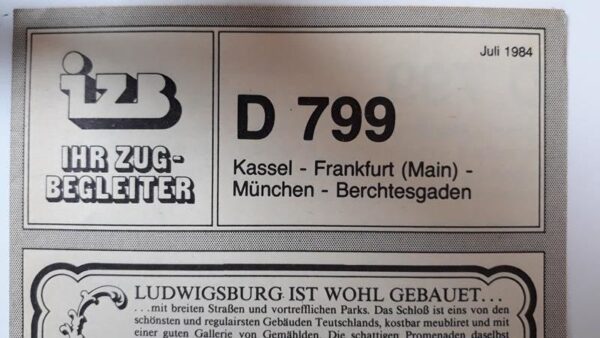 Juli 1984
izb
IHR ZUG-
BEGLEITER
D 799
Kassel - Frankfurt (Main) -
München - Berchtesgaden
LUDWIGSBURG IST WOHL GEBAUET...
...mit breiten Straßen und vortrefflichen Parks. Das Schloß ist eins von den
schönsten und regulairsten Gebäuden Teutschlands, kostbar meubliret und mit
einer guten Gallerie von Gemählden. Die schattigen Promenaden daselbst